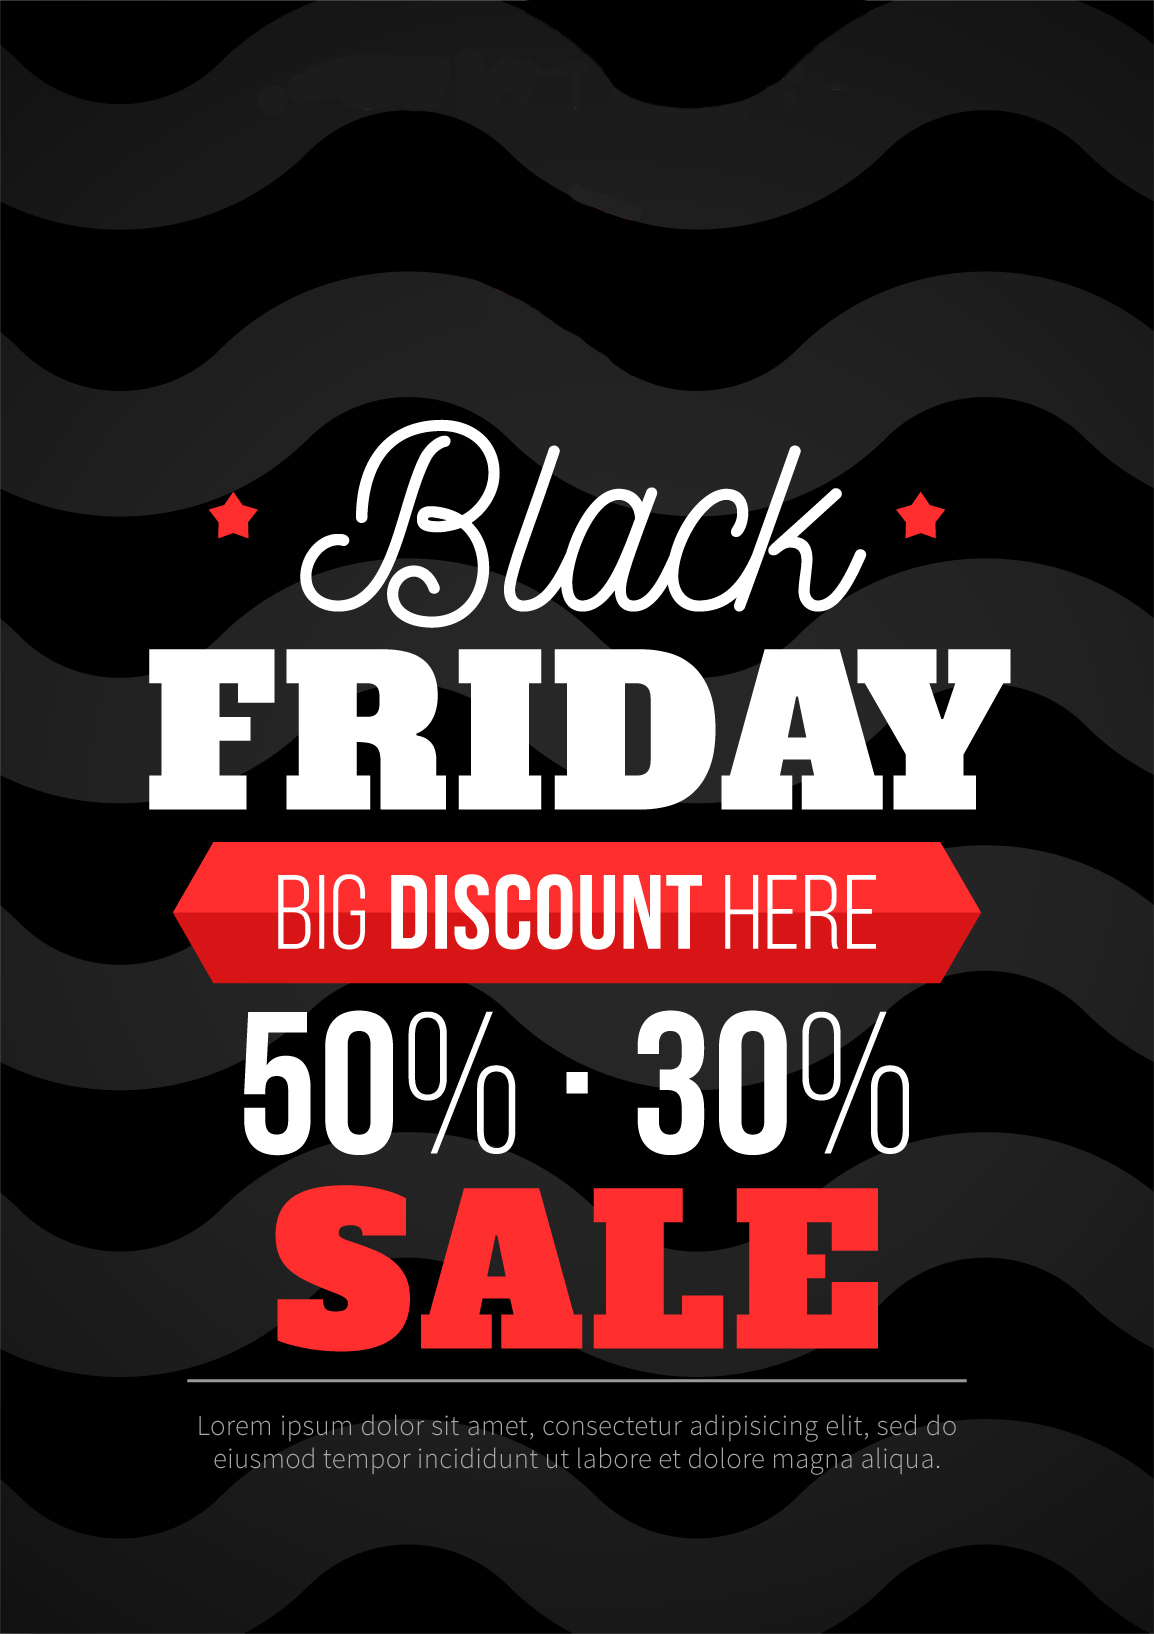 Black
FRIDAY
BIG DISCOUNT HERE
50% · 30%
SALE
Lorem ipsum dolor sit amet, consectetur adipisicing elit, sed do
eiusmod tempor incididunt ut labore et dolore magna aliqua.